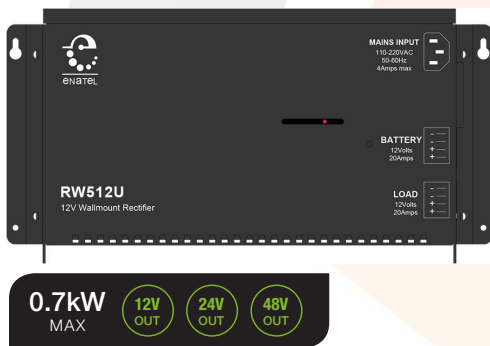 MAINS INPUT
110-220VAC
50-60Hz
4Amps max
eNATEL
BATTERY
12Volts
20Amps
- 
- 
+
+
RW512U
12V Wallmount Rectifier
LOAD
12Volts
20Amps
-
-
+
+
0.7kW
MAX
12V
OUT
24V
OUT
48V
OUT